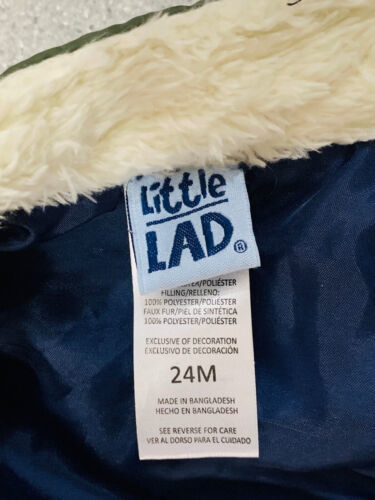 Little
LAD®
FILLING/RELLENO:
100% POLYESTER/POLIÉSTER
FAUX FUR/PIEL DE SINTÉTICA
100% POLYESTER/POLIÉSTER
EXCLUSIVE OF DECORATION
EXCLUSIVO DE DECORACIÓN
24M
MADE IN BANGLADESH
HECHO EN BANGLADESH
SEE REVERSE FOR CARE
VER AL DORSO PARA EL CUIDADO